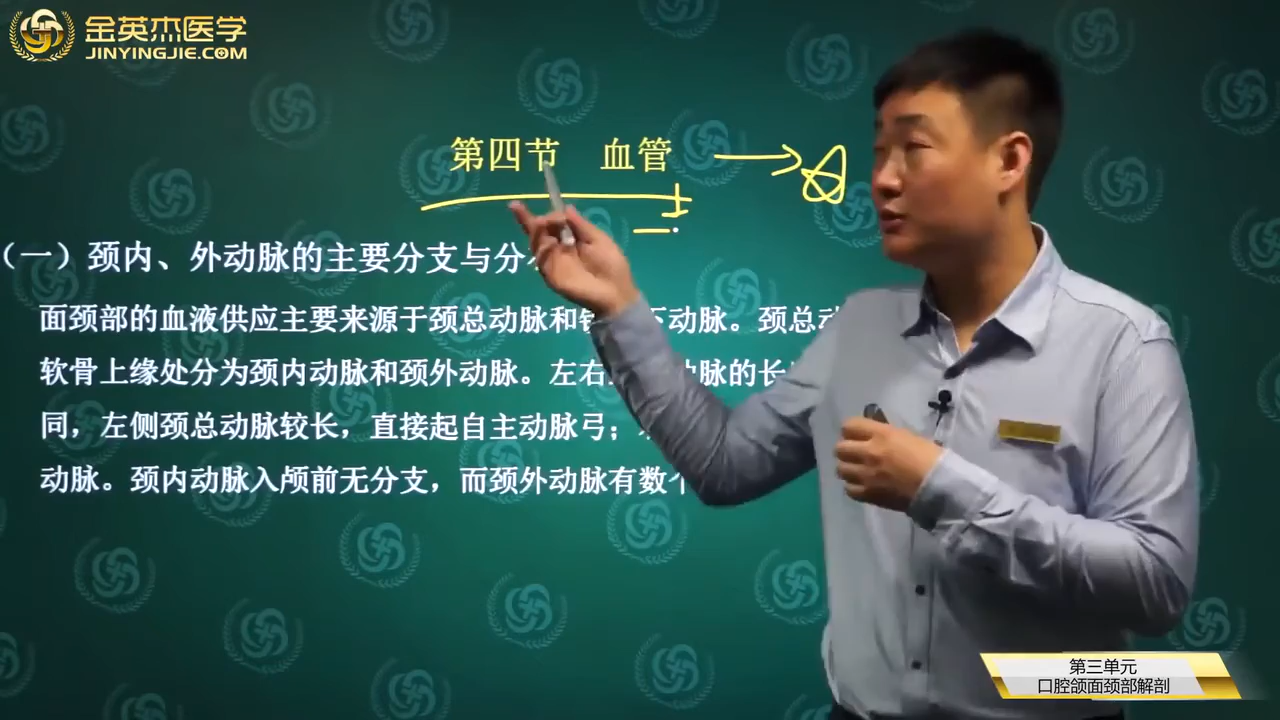 金英杰医学
JINYINGJIE.COM
第四节 血管
（一）颈内、外动脉的主要分支与分
面颈部的血液供应主要来源于颈总动脉和锁 下动脉。颈总动
软骨上缘处分为颈内动脉和颈外动脉。左右 动脉的长
同，左侧颈总动脉较长，直接起自主动脉弓；
动脉。颈内动脉入颅前无分支，而颈外动脉有数个
第三单元
口腔颌面颈部解剖